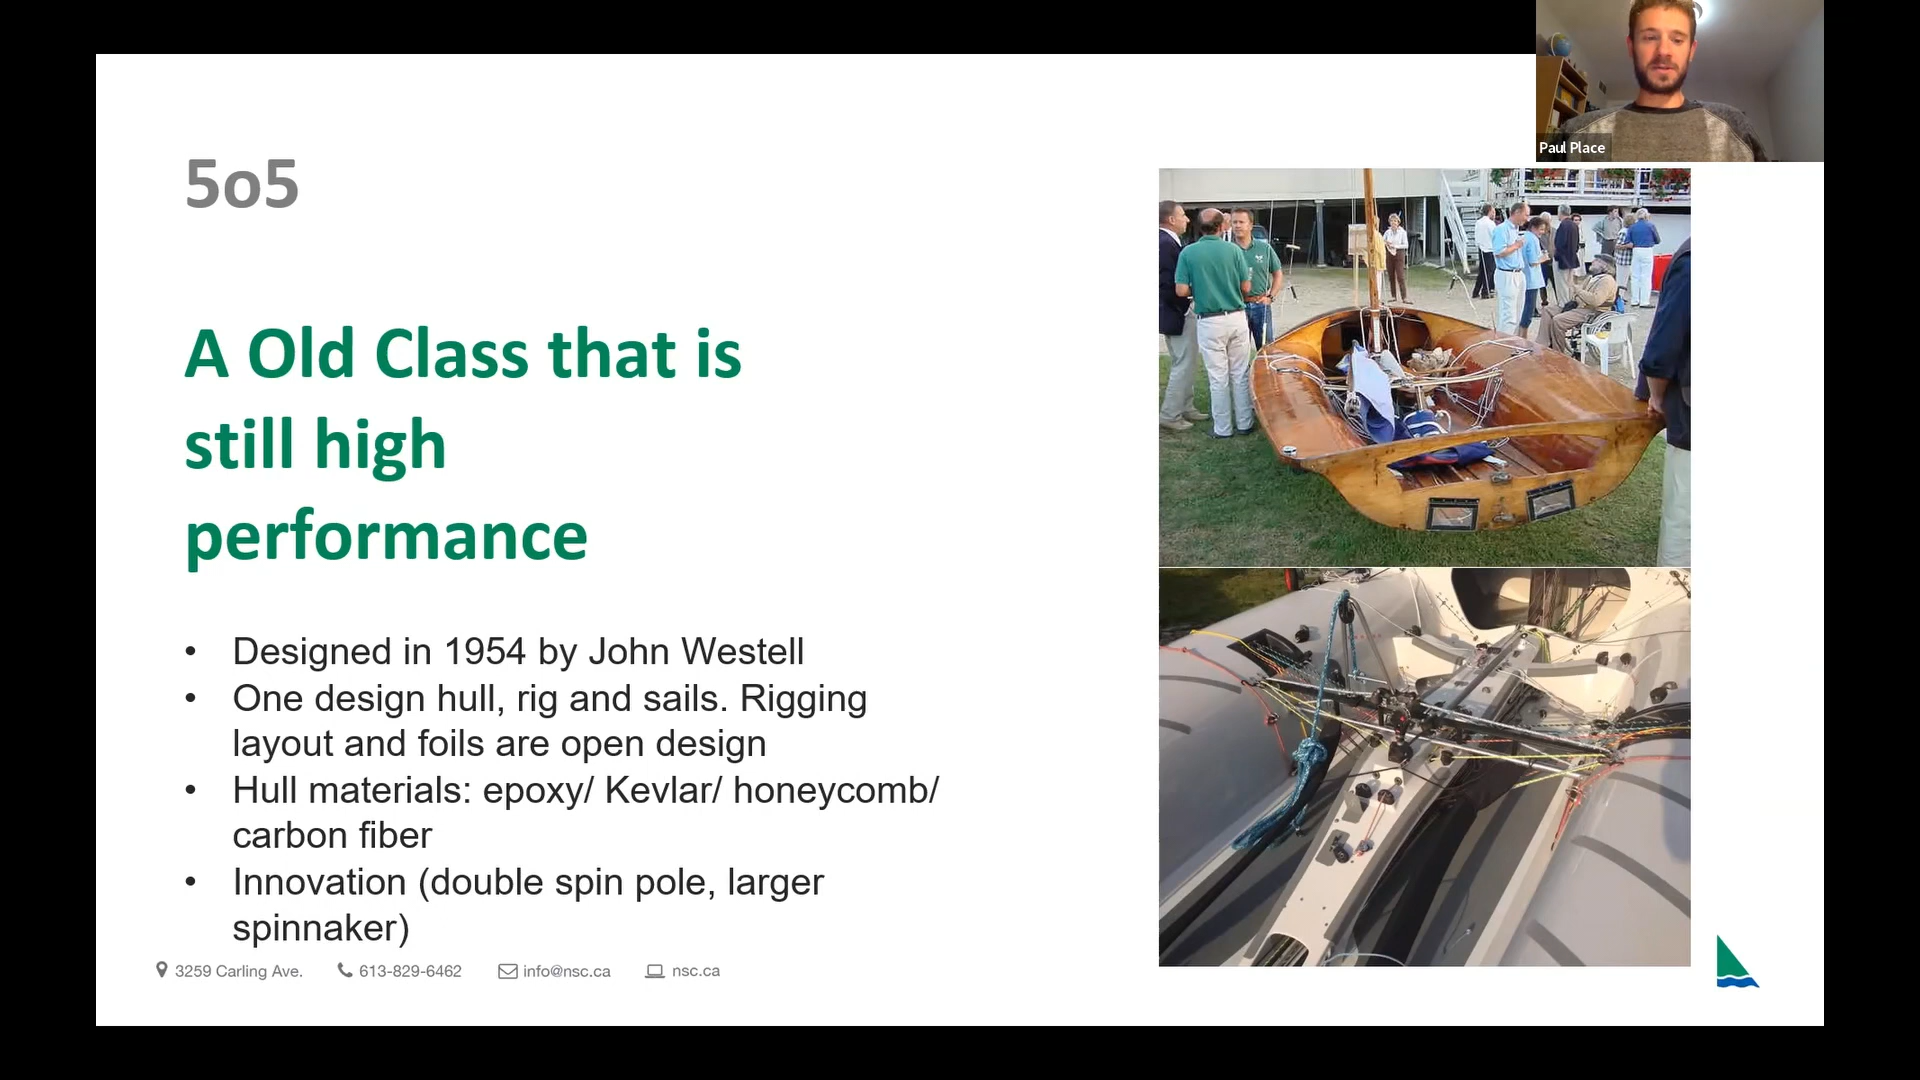 Paul Place
5o5
A Old Class that is
still high
performance
• Designed in 1954 by John Westell
• One design hull, rig and sails. Rigging
layout and foils are open design
• Hull materials: epoxy/ Kevlar/ honeycomb/
carbon fiber
• Innovation (double spin pole, larger
spinnaker)
3259 Carling Ave. 613-829-6462 info@nsc.ca nsc.ca